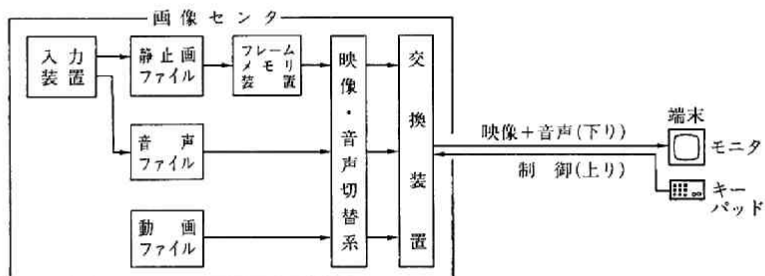 画像センタ
入力
装置
静止画
ファイル
フレーム
メモリ
装置
音声
ファイル
動画
ファイル
映像・音声切替系
交換装置
映像+音声(下り)
制御(上り)
端末
モニタ
キー
パッド